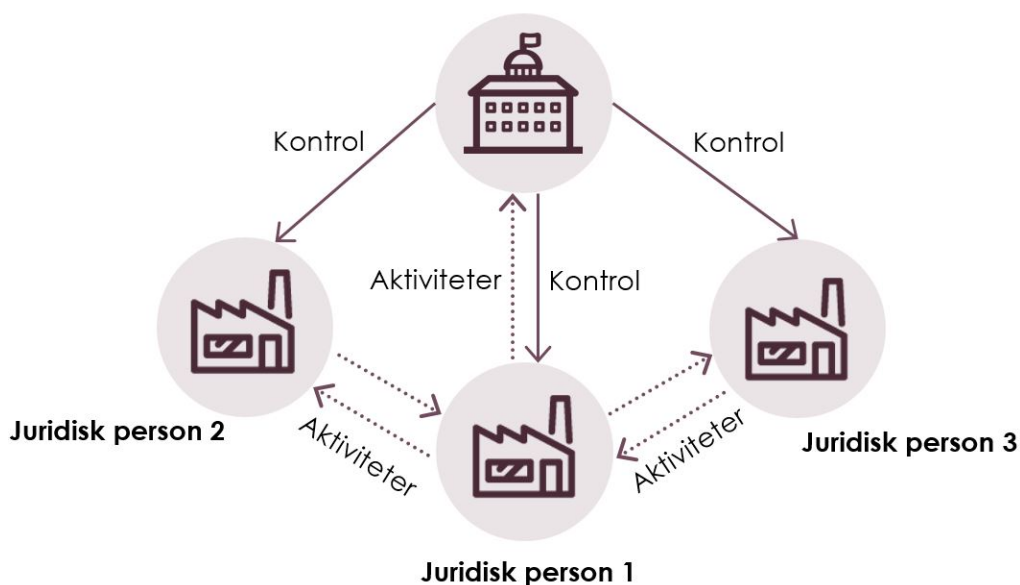 Kontrol
Kontrol
Aktiviteter
Kontrol
Juridisk person 2
Aktiviteter
Aktiviteter
Juridisk person 3
Juridisk person 1